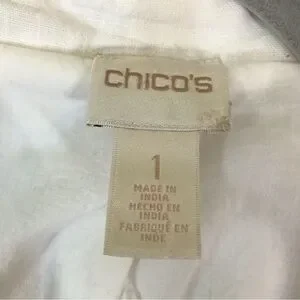 chico's
1
MADE IN
INDIA
HECHO EN
INDIA
FABRIQUÉ EN
INDE